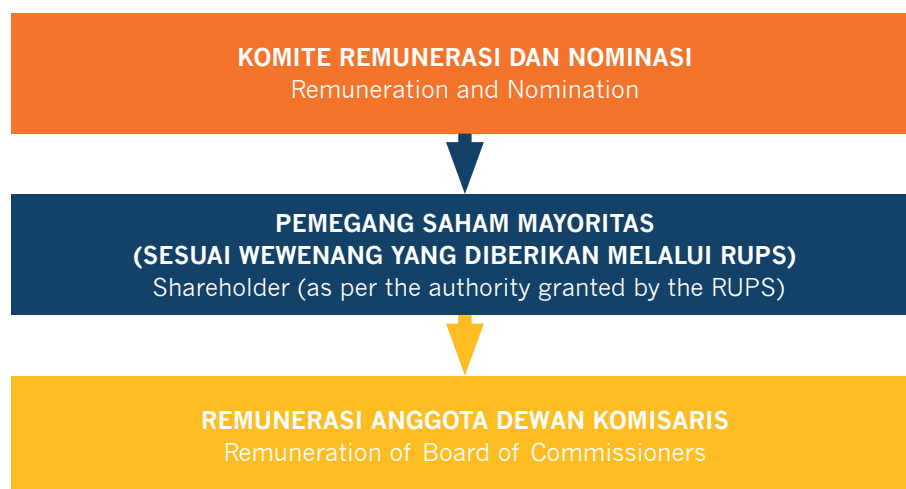 KOMITE REMUNERASI DAN NOMINASI
Remuneration and Nomination
PEMEGANG SAHAM MAYORITAS
(SESUAI WEWENANG YANG DIBERIKAN MELALUI RUPS)
Shareholder (as per the authority granted by the RUPS)
REMUNERASI ANGGOTA DEWAN KOMISARIS
Remuneration of Board of Commissioners